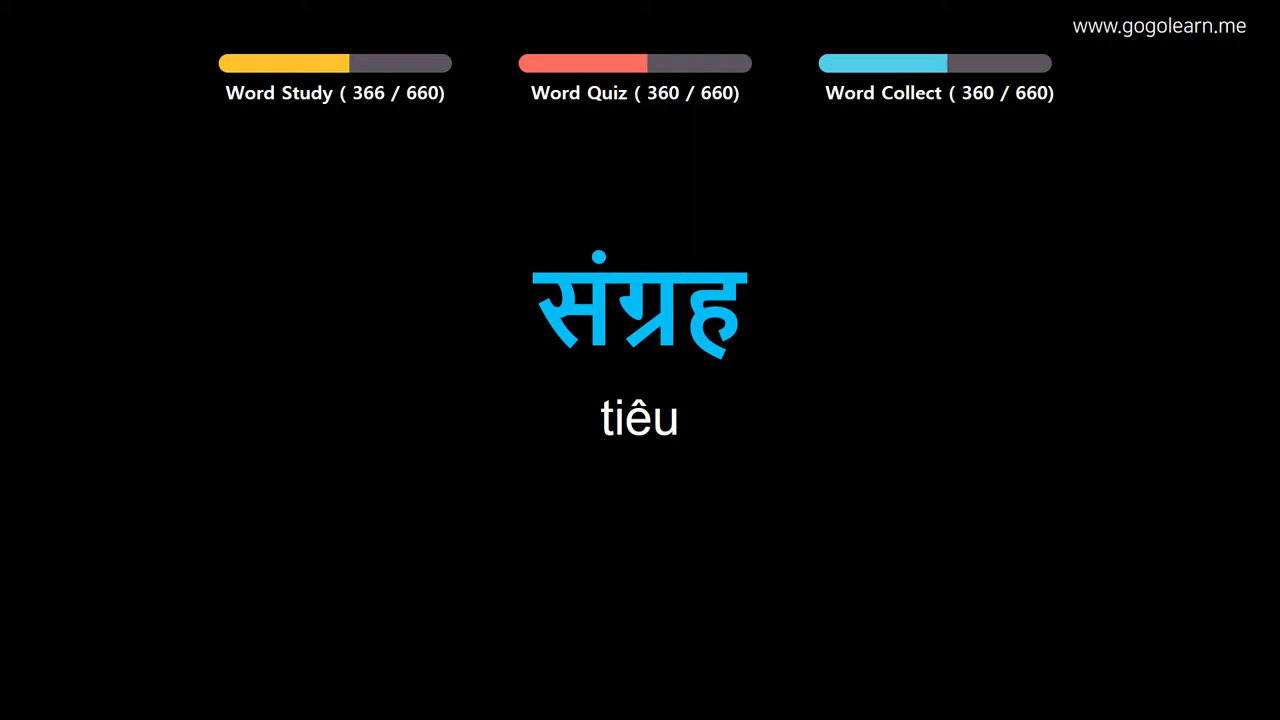 www.gogolearn.me
Word Study ( 366 / 660)
Word Quiz ( 360 / 660)
Word Collect ( 360 / 660)
संग्रह
tiêu